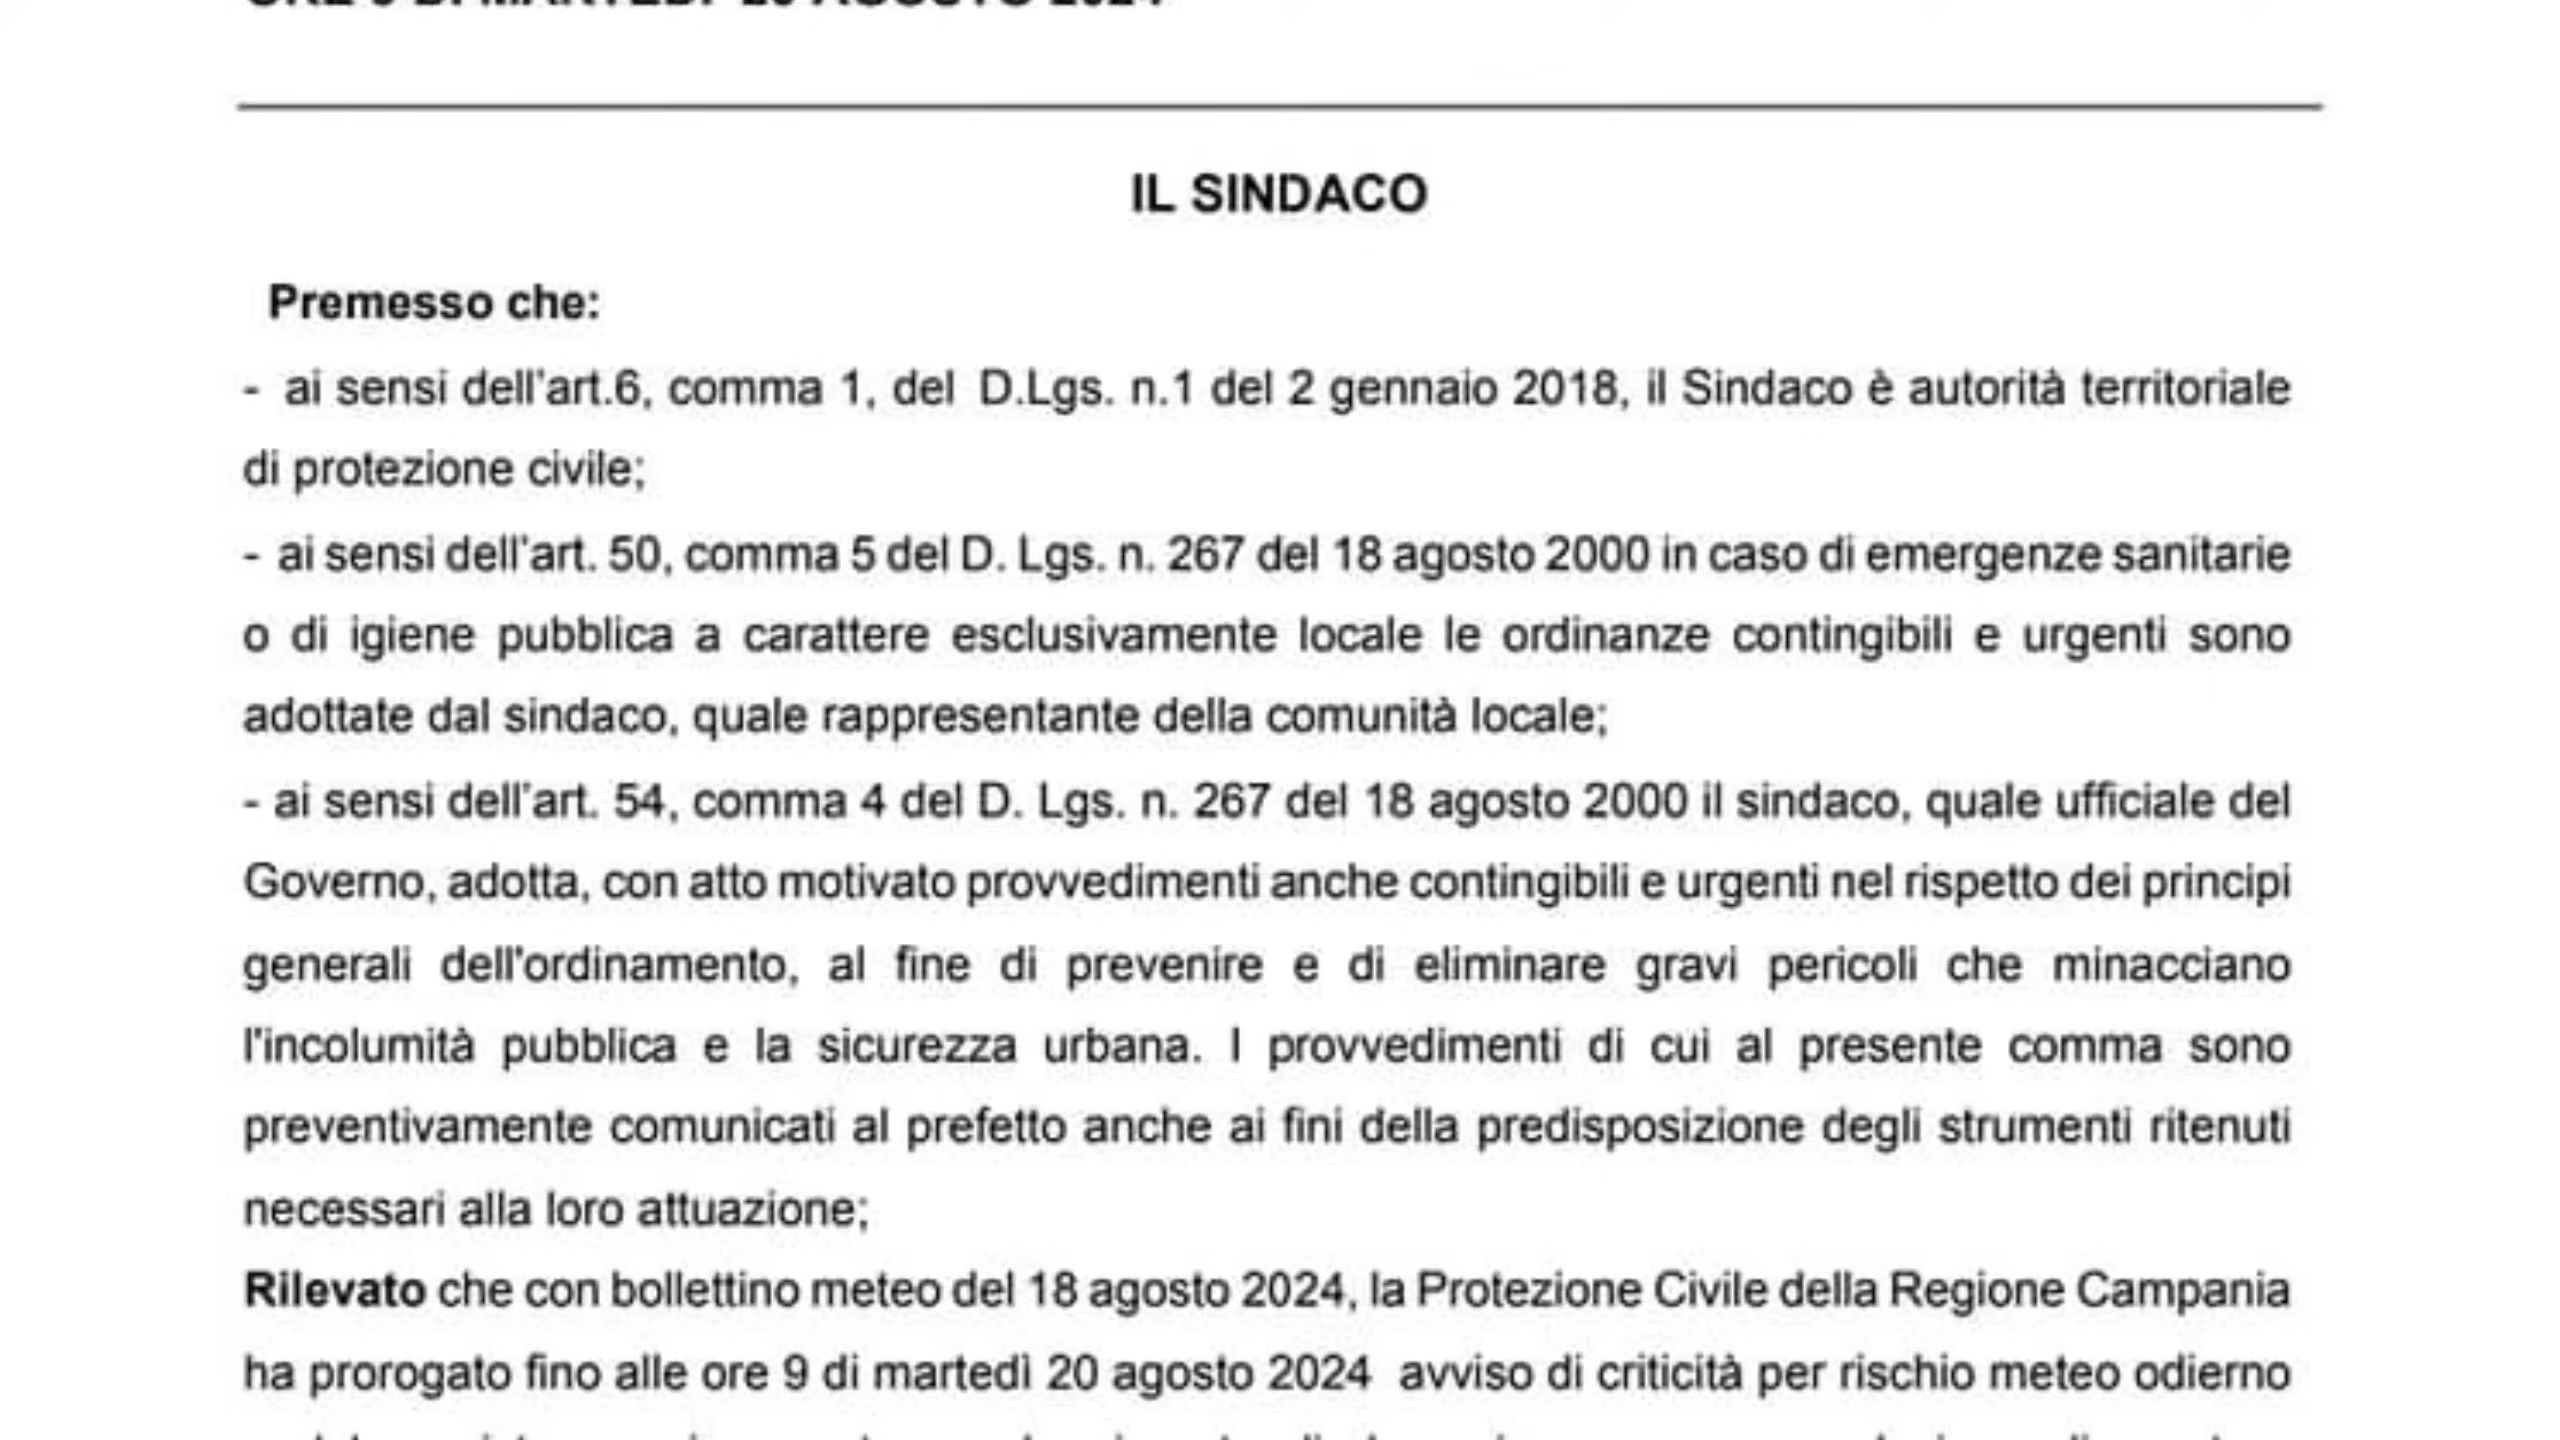 ORE 9 DI MARTEDI' 20 AGOSTO 2024
IL SINDACO
Premesso che:
- ai sensi dell'art.6, comma 1, del D.Lgs. n.1 del 2 gennaio 2018, il Sindaco è autorità territoriale
di protezione civile;
- ai sensi dell'art. 50, comma 5 del D. Lgs. n. 267 del 18 agosto 2000 in caso di emergenze sanitarie
o di igiene pubblica a carattere esclusivamente locale le ordinanze contingibili e urgenti sono
adottate dal sindaco, quale rappresentante della comunità locale;
- ai sensi dell'art. 54, comma 4 del D. Lgs. n. 267 del 18 agosto 2000 il sindaco, quale ufficiale del
Governo, adotta, con atto motivato provvedimenti anche contingibili e urgenti nel rispetto dei principi
generali dell'ordinamento, al fine di prevenire e di eliminare gravi pericoli che minacciano
l'incolumità pubblica e la sicurezza urbana. I provvedimenti di cui al presente comma sono
preventivamente comunicati al prefetto anche ai fini della predisposizione degli strumenti ritenuti
necessari alla loro attuazione;
Rilevato che con bollettino meteo del 18 agosto 2024, la Protezione Civile della Regione Campania
ha prorogato fino alle ore 9 di martedì 20 agosto 2024 avviso di criticità per rischio meteo odierno